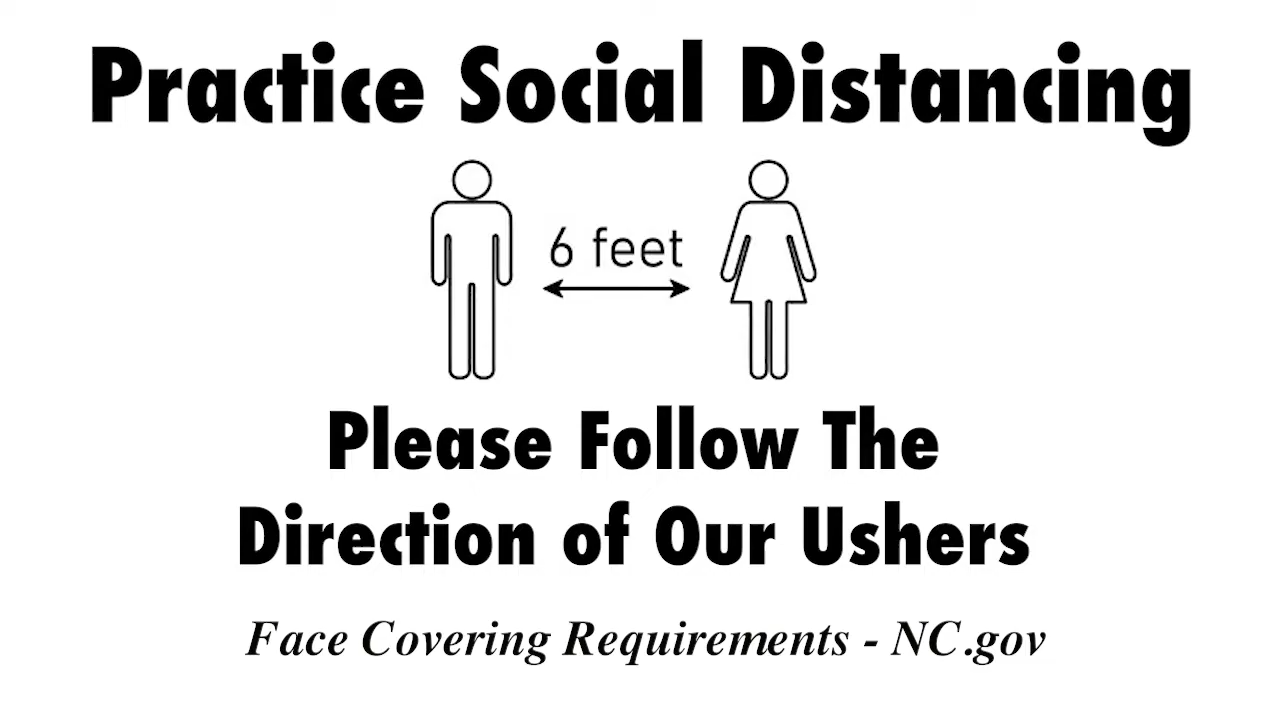 Practice Social Distancing
6 feet
Please Follow The
Direction of Our Ushers
Face Covering Requirements - NC.gov